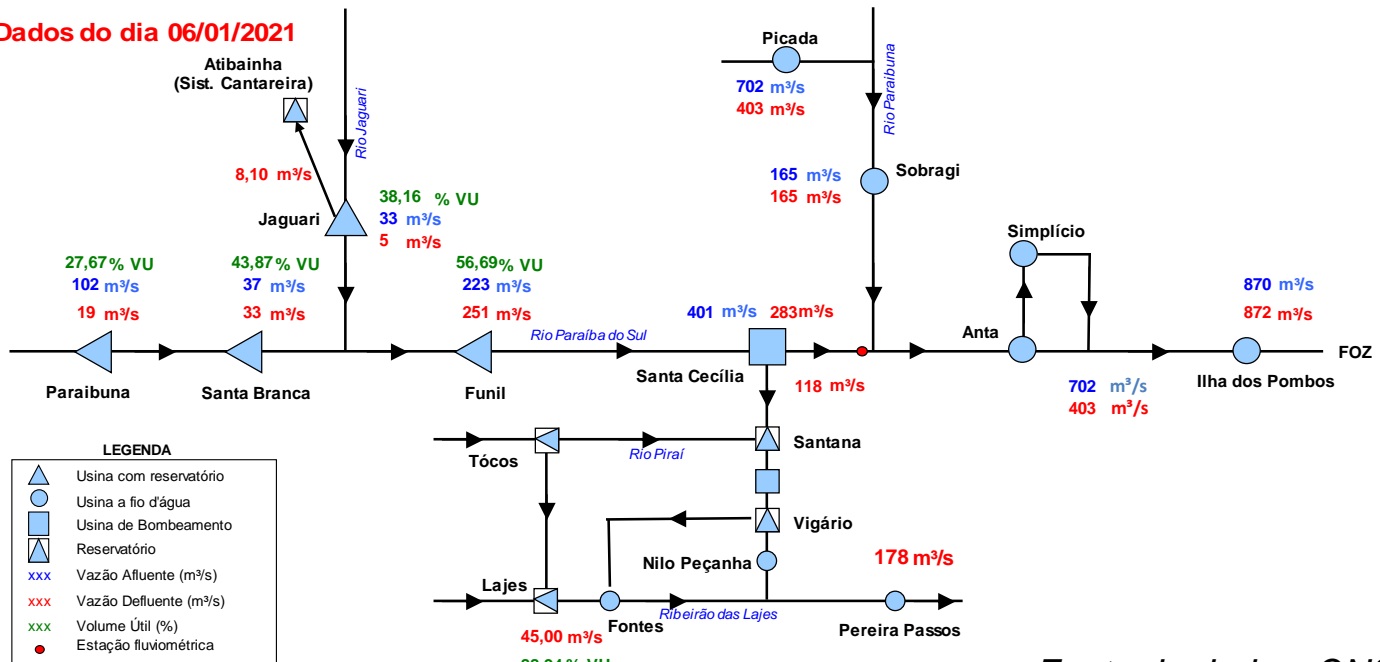 Dados do dia 06/01/2021
Atibainha
(Sist. Cantareira)
Rio Jaguari
8,10 m³/s
Jaguari
38,16 % VU
33 m³/s
5 m³/s
Picada
702 m³/s
403 m³/s
Rio Paraibuna
165 m³/s
165 m³/s
Sobragi
Simplício
Anta
702 m³/s
403 m³/s
870 m³/s
872 m³/s
Ilha dos Pombos
FOZ
27,67% VU
102 m³/s
19 m³/s
Paraibuna
43,87% VU
37 m³/s
33 m³/s
Santa Branca
56,69% VU
223 m³/s
251 m³/s
Funil
Rio Paraíba do Sul
401 m³/s 283m³/s
Santa Cecília
118 m³/s
Tócos
Rio Piraí
Santana
Vigário
Nilo Peçanha
178 m³/s
Lajes
Fontes
Ribeirão das Lajes
Pereira Passos
45,00 m³/s
LEGENDA
Usina com reservatório
Usina a fio d'água
Usina de Bombeamento
Reservatório
xxx Vazão Afluente (m³/s)
xxx Vazão Defluente (m³/s)
xxx Volume Útil (%)
Estação fluviométrica